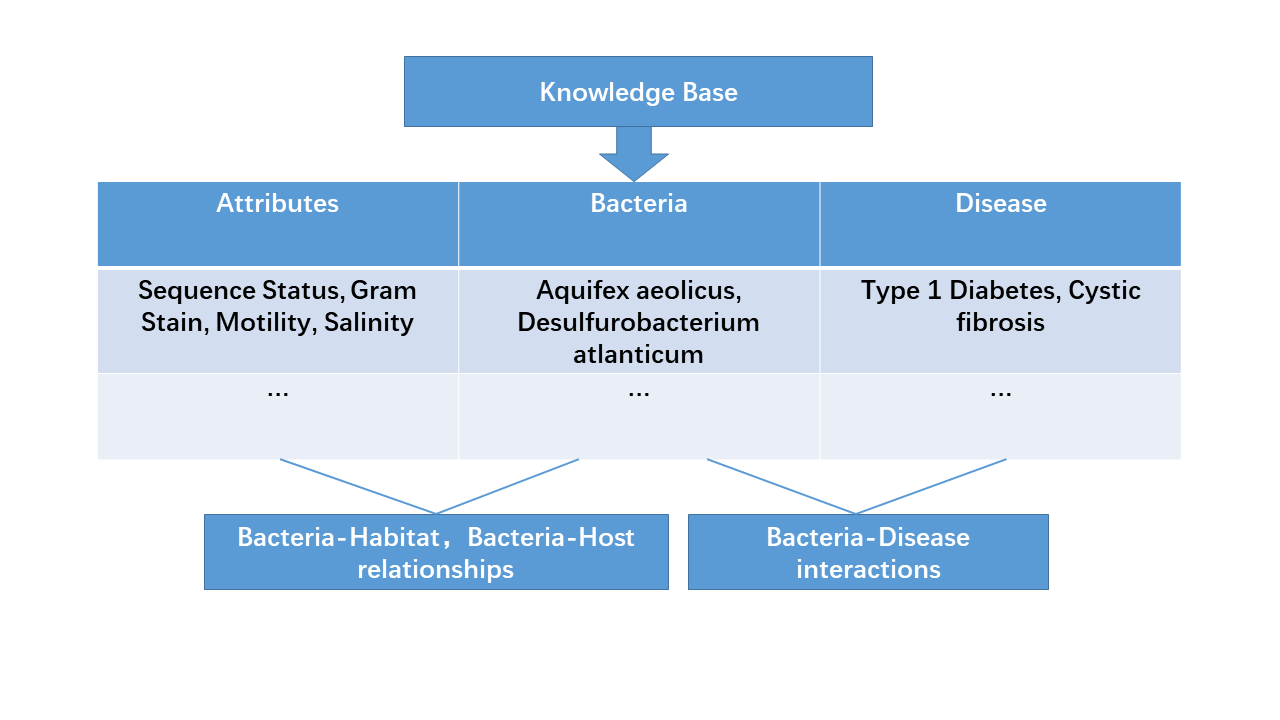 Knowledge Base
Attributes
Bacteria
Disease
Sequence Status, Gram
Stain, Motility, Salinity
Aquifex aeolicus,
Desulfurobacterium
atlanticum
Type 1 Diabetes, Cystic
fibrosis
...
...
...
Bacteria-Habitat，Bacteria-Host
relationships
Bacteria-Disease
interactions